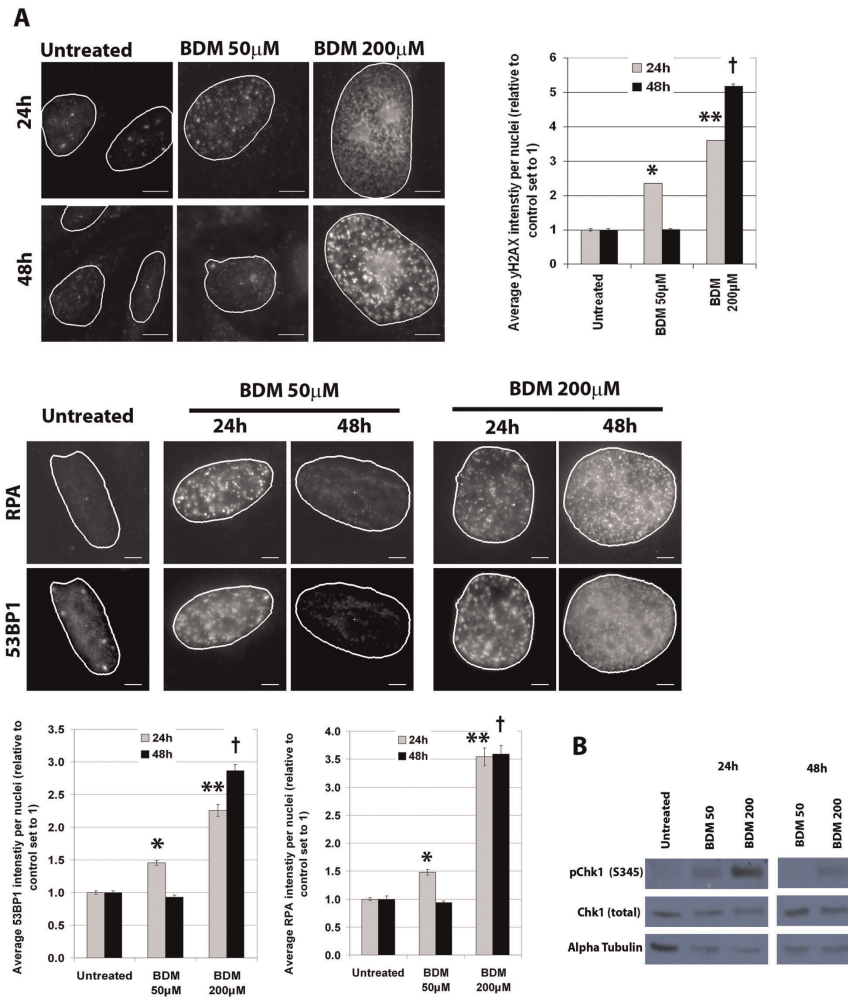 A
Untreated
BDM 50μM
BDM 200μM
24h
48h
Average yH2AX intenstiy per nuclei (relative to
control set to 1)
6
5
4
3
2
1
0
24h
48h
*
**
†
Untreated
BDM 50µM
BDM
200µM
Untreated
BDM 50μM
24h
48h
BDM 200μM
24h
48h
RPA
53BP1
Average 53BP1 intenstiy per nuclei (relative to
control set to 1)
3.5
3.0
2.5
2.0
1.5
1.0
0.5
0.0
24h
48h
*
**
†
Untreated
BDM
50µM
BDM
200µM
Average RPA intenstiy per nuclei (relative to
control set to 1)
4.0
3.5
3.0
2.5
2.0
1.5
1.0
0.5
0.0
24h
48h
*
**
†
Untreated
BDM
50µM
BDM
200µM
B
24h
48h
Untreated
BDM 50
BDM 200
BDM 50
BDM 200
pChk1 (S345)
Chk1 (total)
Alpha Tubulin